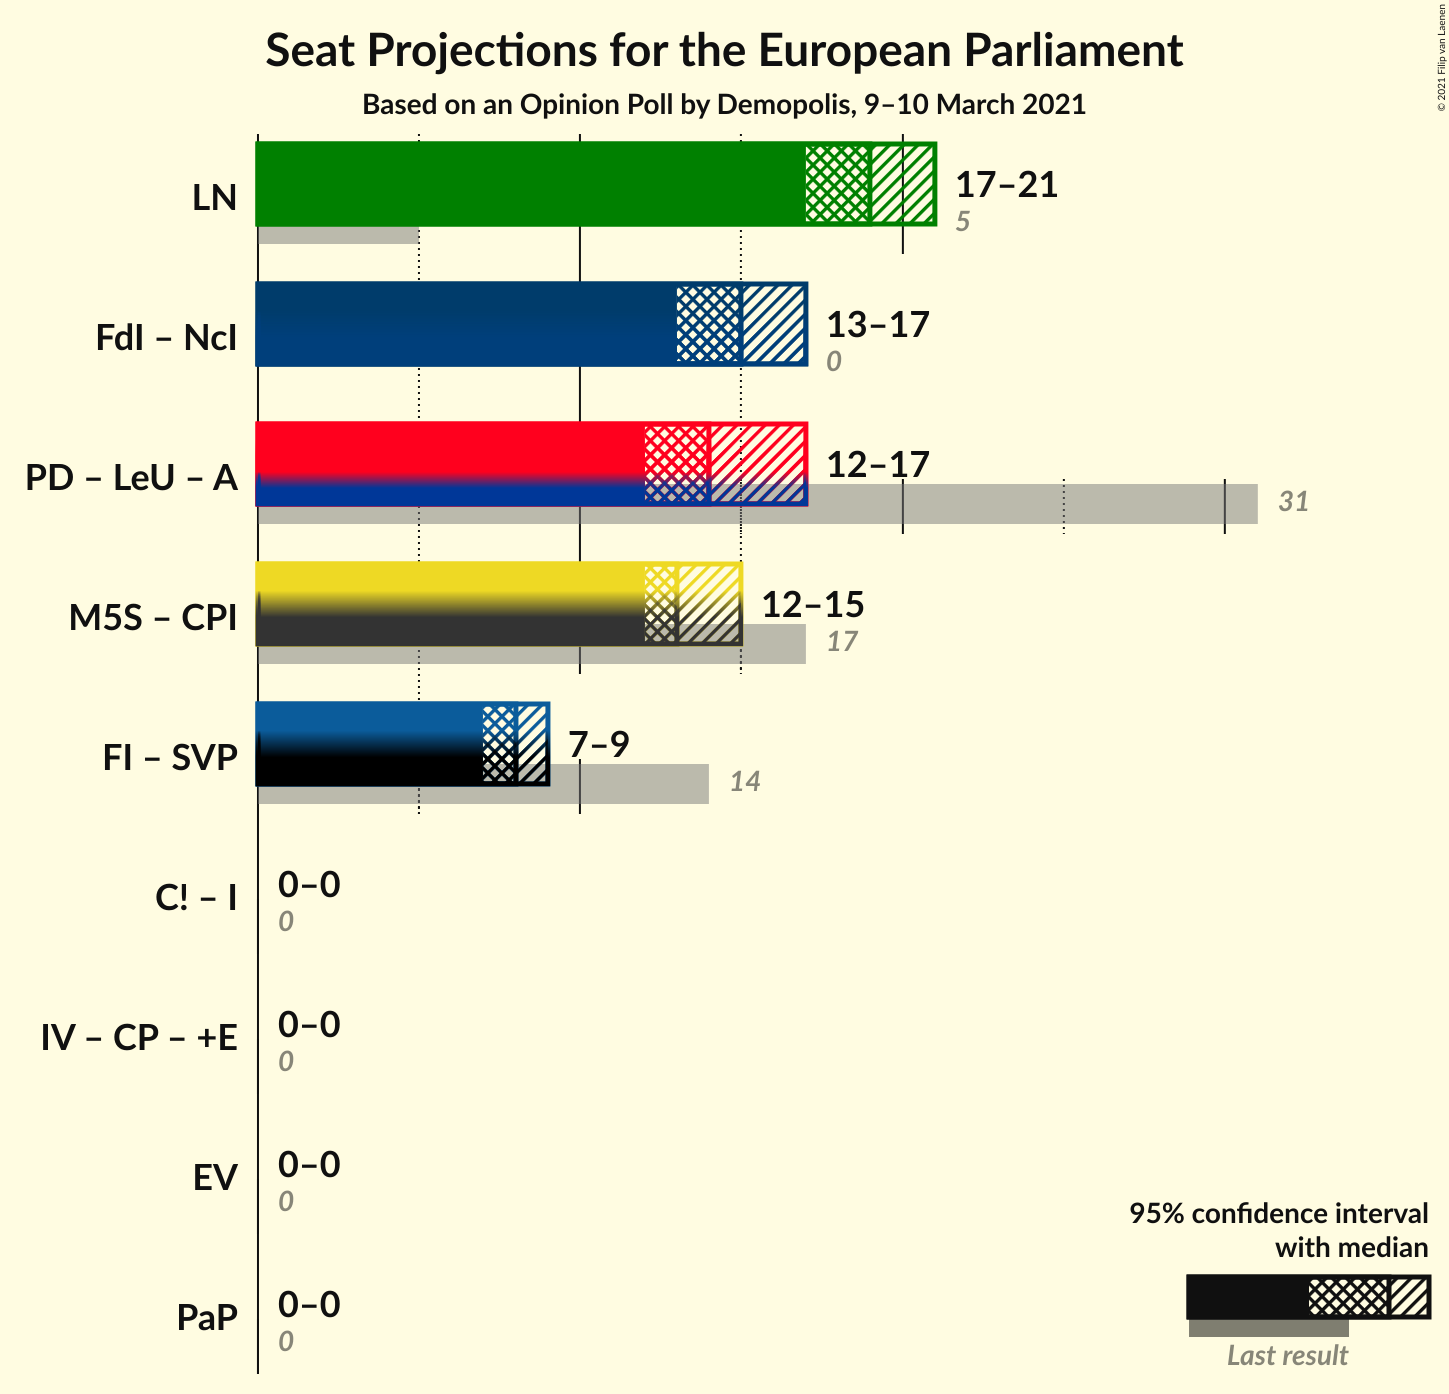 Seat Projections for the European Parliament
Based on an Opinion Poll by Demopolis, 9–10 March 2021
© 2021 Filip van Laenen
LN
17–21
5
FdI – NcI
13–17
0
PD – LeU – A
12–17
31
M5S – CPI
12–15
17
FI – SVP
7–9
14
C! – I
0–0
0
IV – CP – +E
0–0
0
EV
0–0
0
PaP
0–0
0
95% confidence interval
with median
Last result